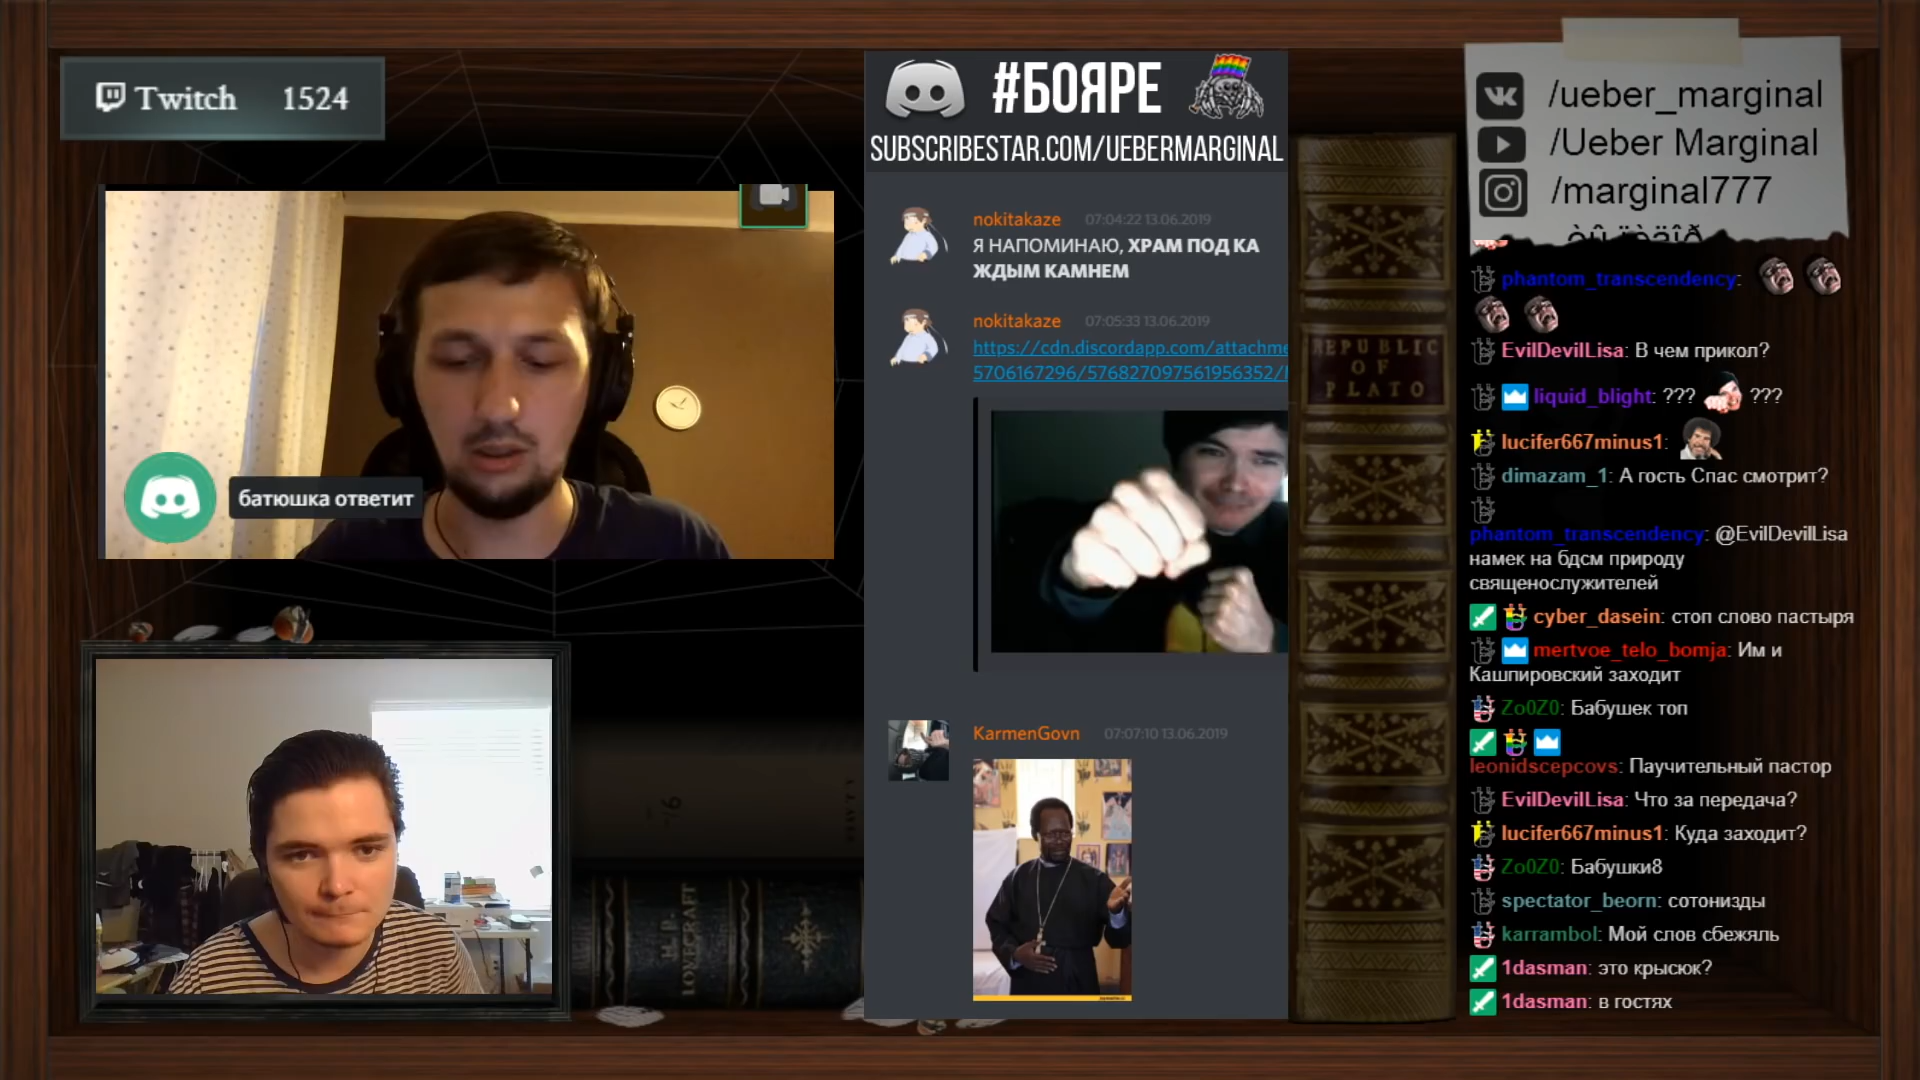 Twitch 1524
батюшка ответит
#БОЯРЕ
SUBSCRIBESTAR.COM/UEBERMARGINAL
nokitakaze 07:04:22 13.06.2019
Я НАПОМИНАЮ, ХРАМ ПОД КА
ЖДЫМ КАМНЕМ
nokitakaze 07:05:33 13.06.2019
https://cdn.discordapp.com/attachme
5706167296/576827097561956352/
KarmenGovn 07:07:10 13.06.2019
H. P.
LOVECRAFT
REPUBLIC
OF
PLATO
/ueber_marginal
/Ueber Marginal
/marginal777
phantom_transcendency:
EvilDevilLisa: В чем прикол?
liquid_blight: ??? ???
lucifer667minus1:
dimazam_1: А гость Спас смотрит?
phantom_transcendency: @EvilDevilLisa
намек на бдсм природу
священослужителей
cyber_dasein: стоп слово пастыря
mertvoe_telo_bomja: Им и
Кашпировский заходит
Zo0Z0: Бабушек топ
leonidscepcovs: Паучительный пастор
EvilDevilLisa: Что за передача?
lucifer667minus1: Куда заходит?
Zo0Z0: Бабушки8
spectator_beorn: сотонизды
karrambol: Мой слов сбежяль
1dasman: это крысюк?
1dasman: в гостях